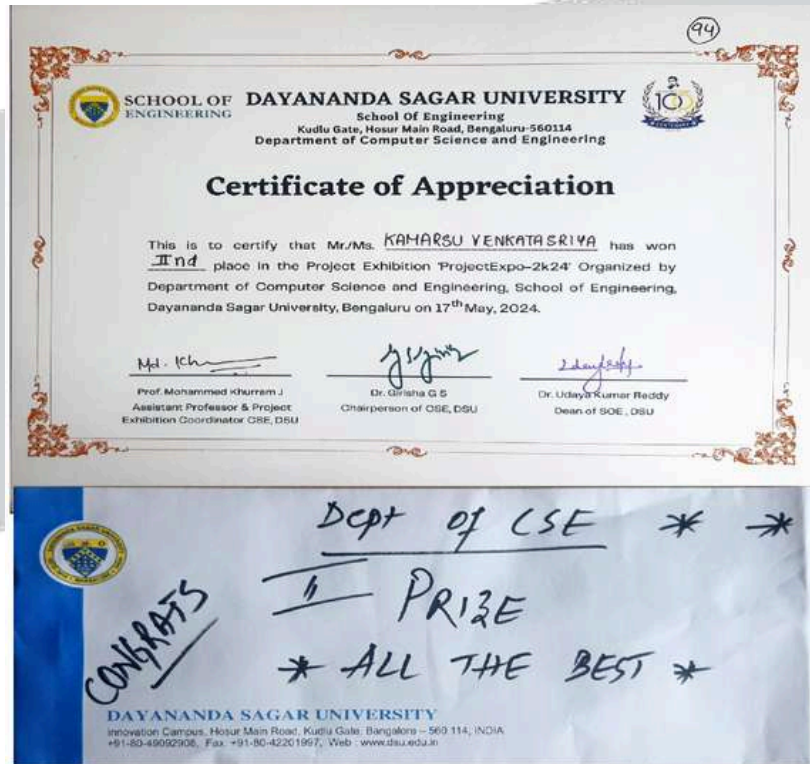 94
SCHOOL OF
ENGINEERING
DAYANANDA SAGAR UNIVERSITY
School Of Engineering
Kudlu Gate, Hosur Main Road, Bengaluru-560114
Department of Computer Science and Engineering
100
Certificate of Appreciation
This is to certify that Mr./Ms. KAMARSU VENKATA SRIYA has won
IInd place in the Project Exhibition 'ProjectExpo-2k24' Organized by
Department of Computer Science and Engineering, School of Engineering,
Dayananda Sagar University, Bengaluru on 17th May, 2024.
Md. Kh
Prof. Mohammed Khurram J
Assistant Professor & Project
Exhibition Coordinator CSE, DSU
Dr. Girisha G S
Chairperson of CSE, DSU
Dr. Udaya Kumar Reddy
Dean of SOE, DSU
Dept of CSE * *
II PRIZE
CONGRATS
* ALL THE BEST *
DAYANANDA SAGAR UNIVERSITY
Innovation Campus, Hosur Main Road, Kudlu Gate, Bangalore – 560 114, INDIA
+91-80-49092908, Fax: +91-80-42201997, Web : www.dsu.edu.in